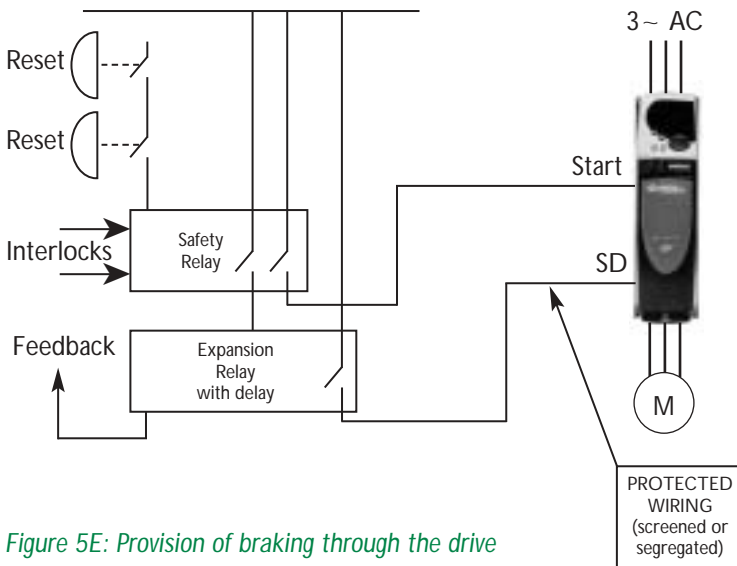 3~ AC
Reset
Reset
Start
Interlocks
Safety
Relay
SD
Feedback
Expansion
Relay
with delay
M
PROTECTED
WIRING
(screened or
segregated)
Figure 5E: Provision of braking through the drive